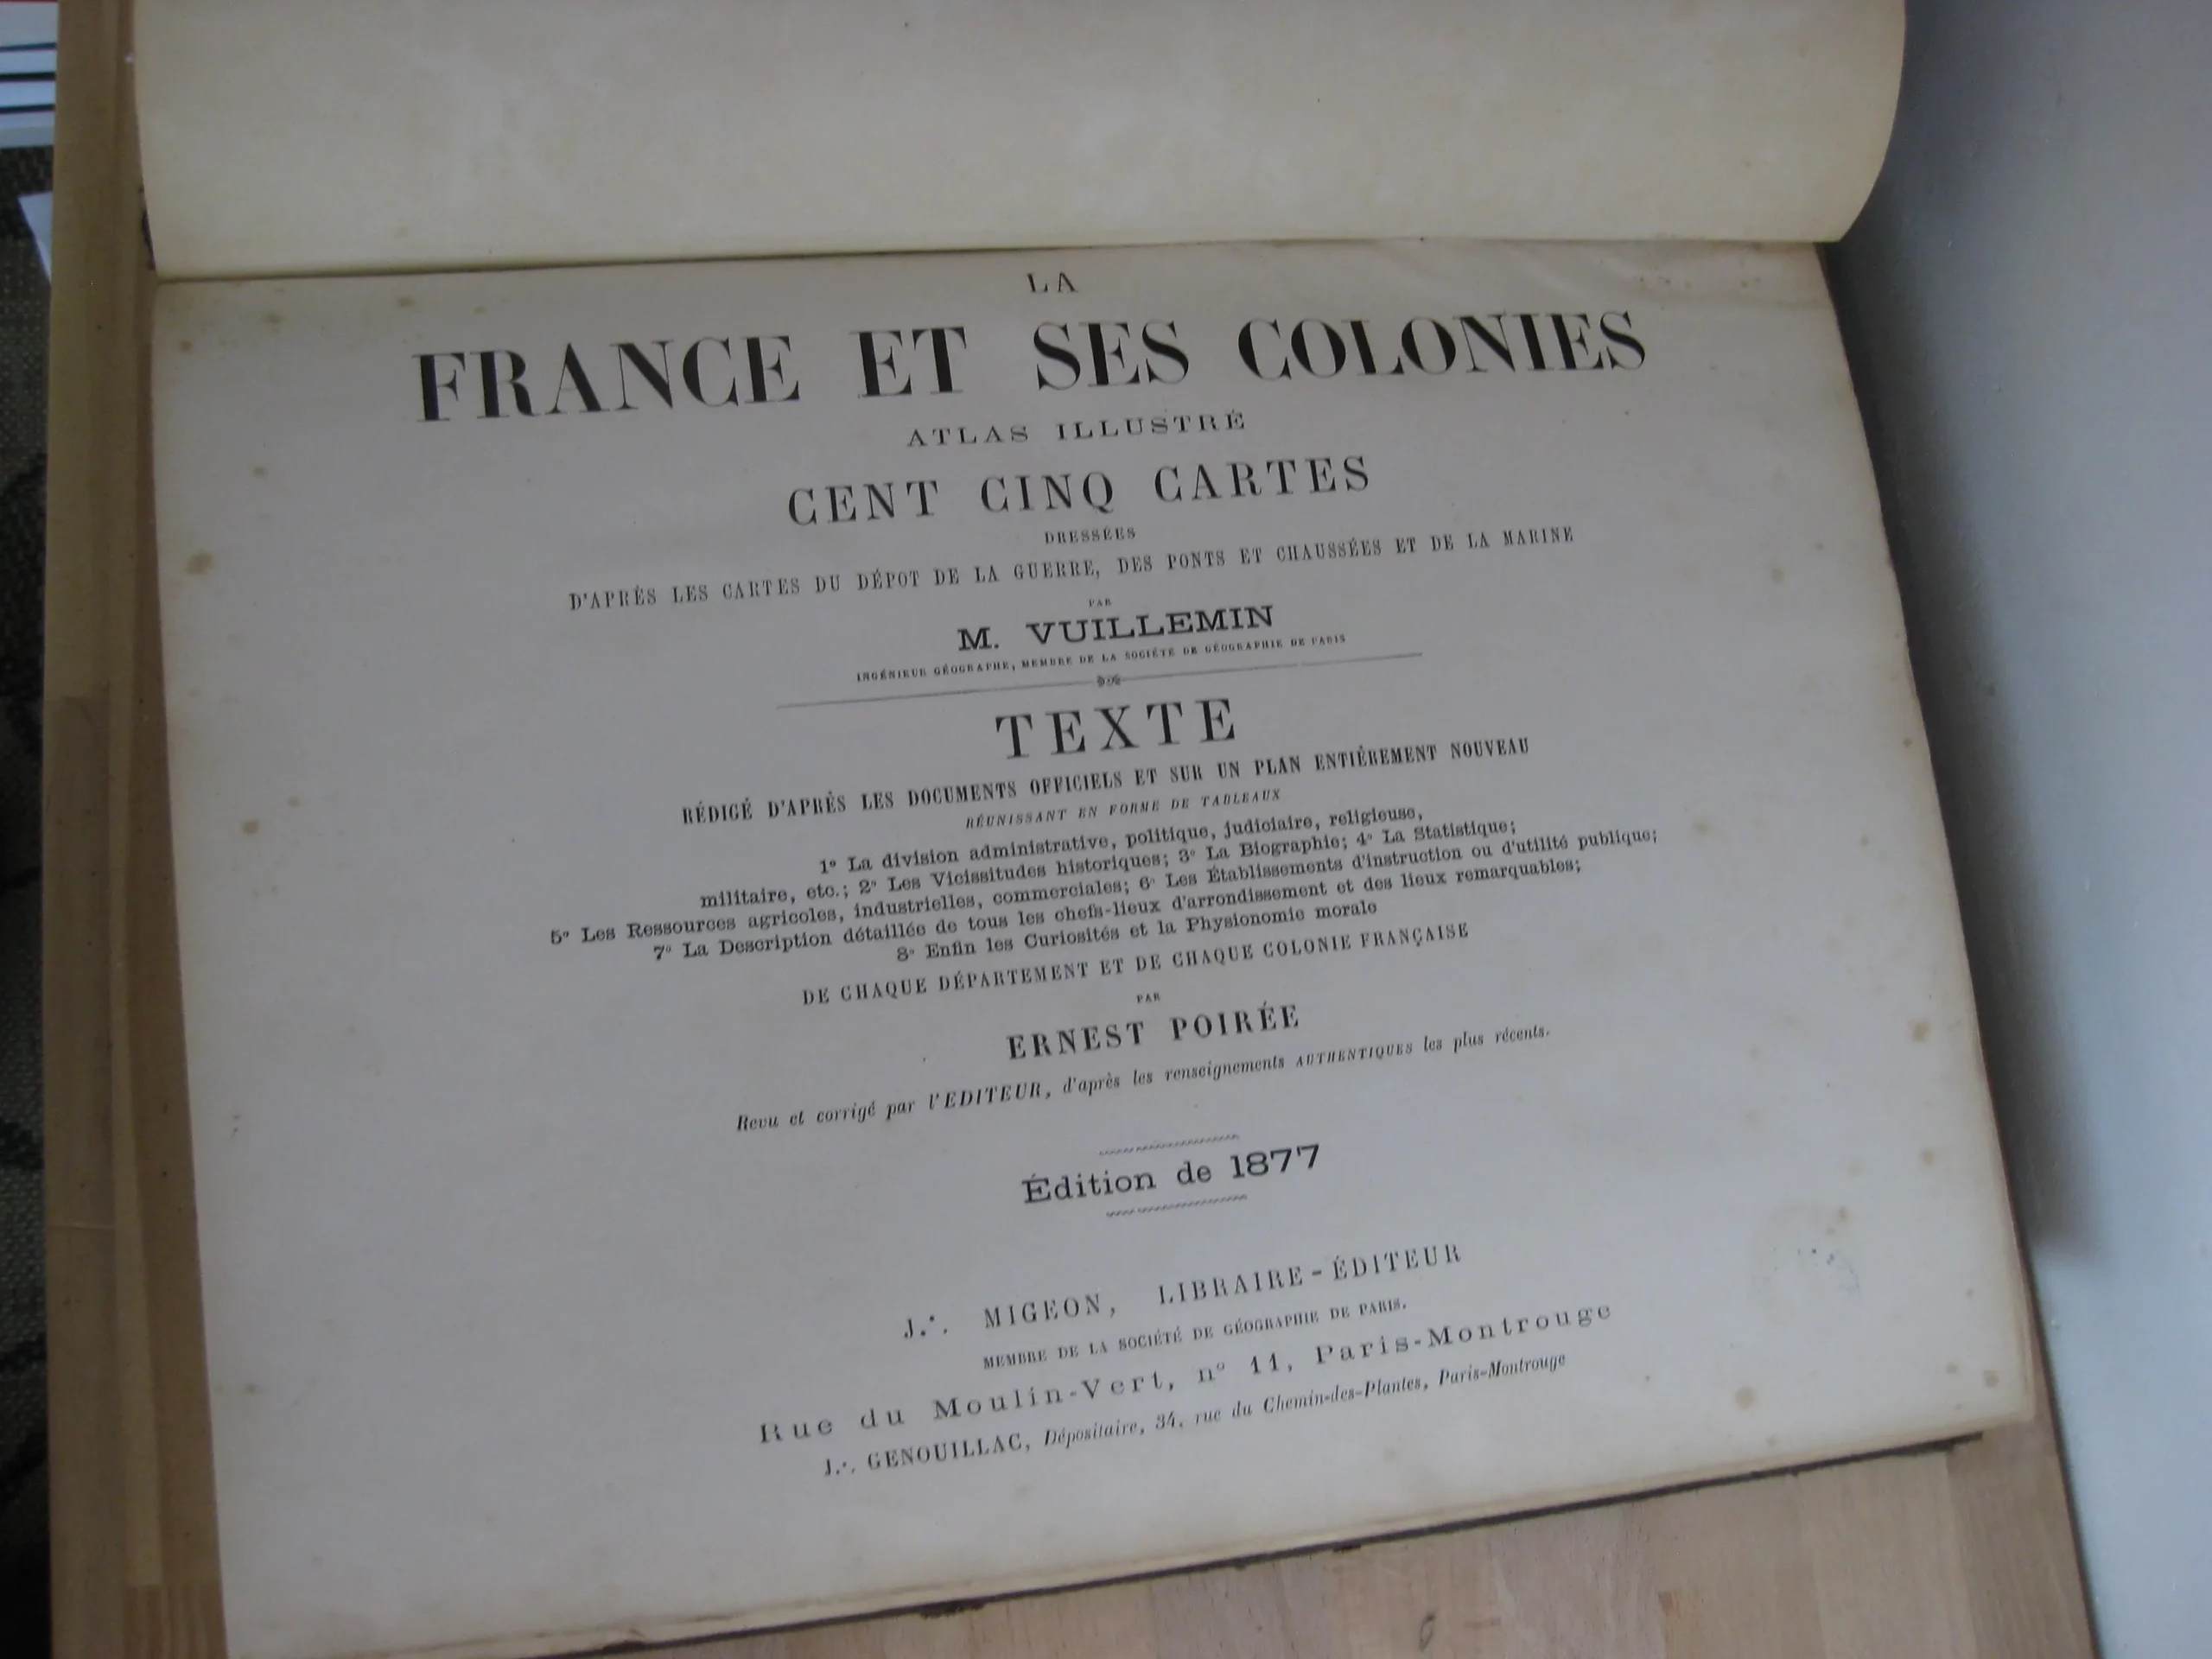 LA
FRANCE ET SES COLONIES
ATLAS ILLUSTRÉ
CENT CINQ CARTES
DRESSÉES
D'APRÈS LES CARTES DU DÉPOT DE LA GUERRE, DES PONTS ET CHAUSSÉES ET DE LA MARINE
PAR
M. VUILLEMIN
INGÉNIEUR GÉOGRAPHE, MEMBRE DE LA SOCIÉTÉ DE GÉOGRAPHIE DE PARIS
TEXTE
RÉDIGÉ D'APRÈS LES DOCUMENTS OFFICIELS ET SUR UN PLAN ENTIÈREMENT NOUVEAU
RÉUNISSANT EN FORME DE TABLEAUX
1° La division administrative, politique, judiciaire, religieuse,
militaire, etc.; 2° Les Vicissitudes historiques; 3° La Biographie; 4° La Statistique;
5° Les Ressources agricoles, industrielles, commerciales; 6° Les Établissements d'instruction ou d'utilité publique;
7° La Description détaillée de tous les chefs-lieux d'arrondissement et des lieux remarquables;
8° Enfin les Curiosités et la Physionomie morale
DE CHAQUE DÉPARTEMENT ET DE CHAQUE COLONIE FRANÇAISE
PAR
ERNEST POIRÉE
Revu et corrigé par l'EDITEUR, d'après les renseignements AUTHENTIQUES les plus récents.
Édition de 1877
J∴ MIGEON, LIBRAIRE-ÉDITEUR
MEMBRE DE LA SOCIÉTÉ DE GÉOGRAPHIE DE PARIS.
Rue du Moulin-Vert, n° 11, Paris-Montrouge
J∴ GENOUILLAC, Dépositaire, 34, rue du Chemin-des-Plantes, Paris-Montrouge